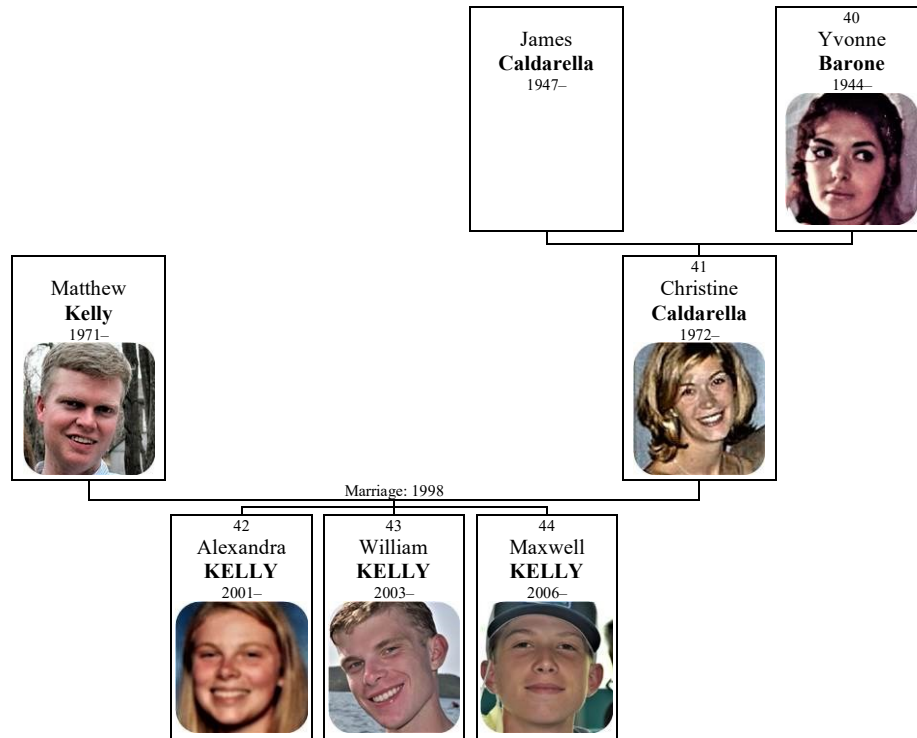 James
Caldarella
1947–
40
Yvonne
Barone
1944–
Matthew
Kelly
1971–
41
Christine
Caldarella
1972–
Marriage: 1998
42
Alexandra
KELLY
2001–
43
William
KELLY
2003–
44
Maxwell
KELLY
2006–